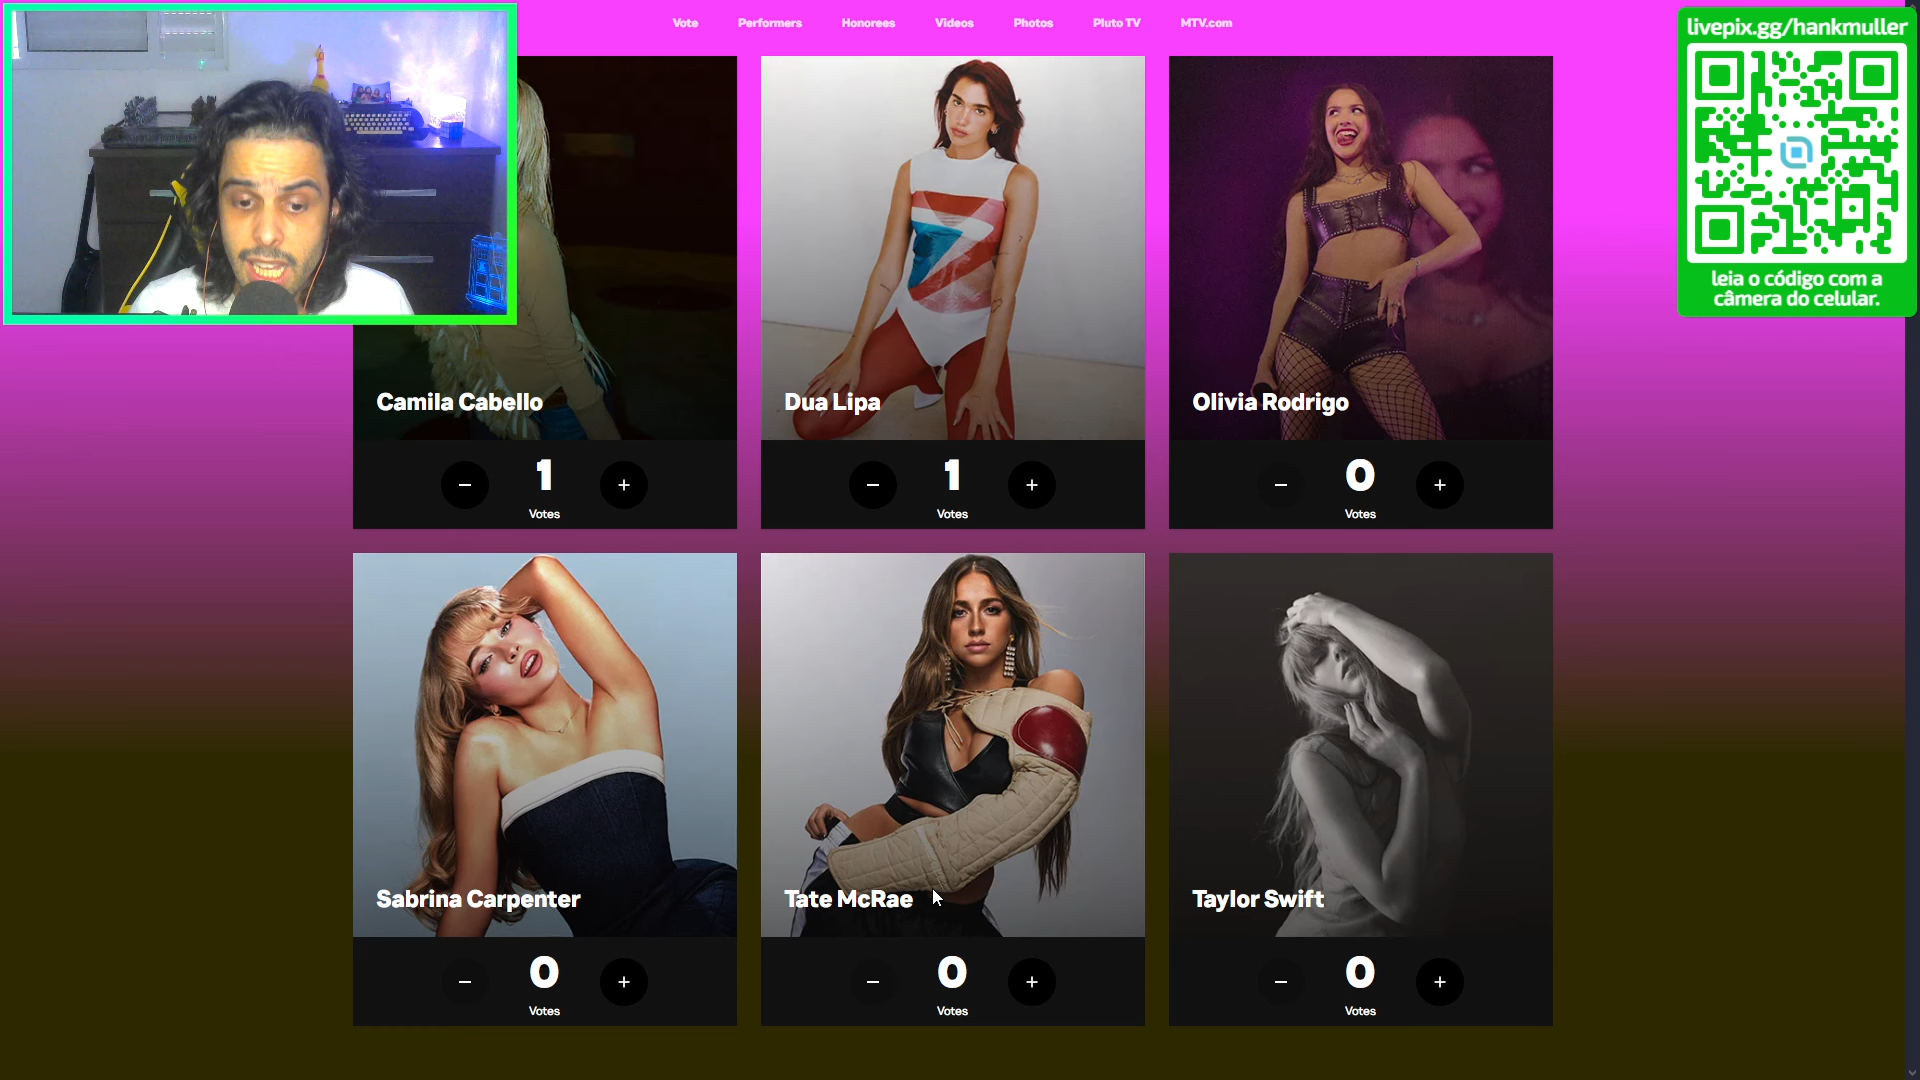 Vote
Performers
Honorees
Videos
Photos
Pluto TV
MTV.com
livepix.gg/hankmuller
leia o código com a
câmera do celular.
Camila Cabello
1
Votes
Dua Lipa
1
Votes
Olivia Rodrigo
0
Votes
Sabrina Carpenter
0
Votes
Tate McRae
0
Votes
Taylor Swift
0
Votes